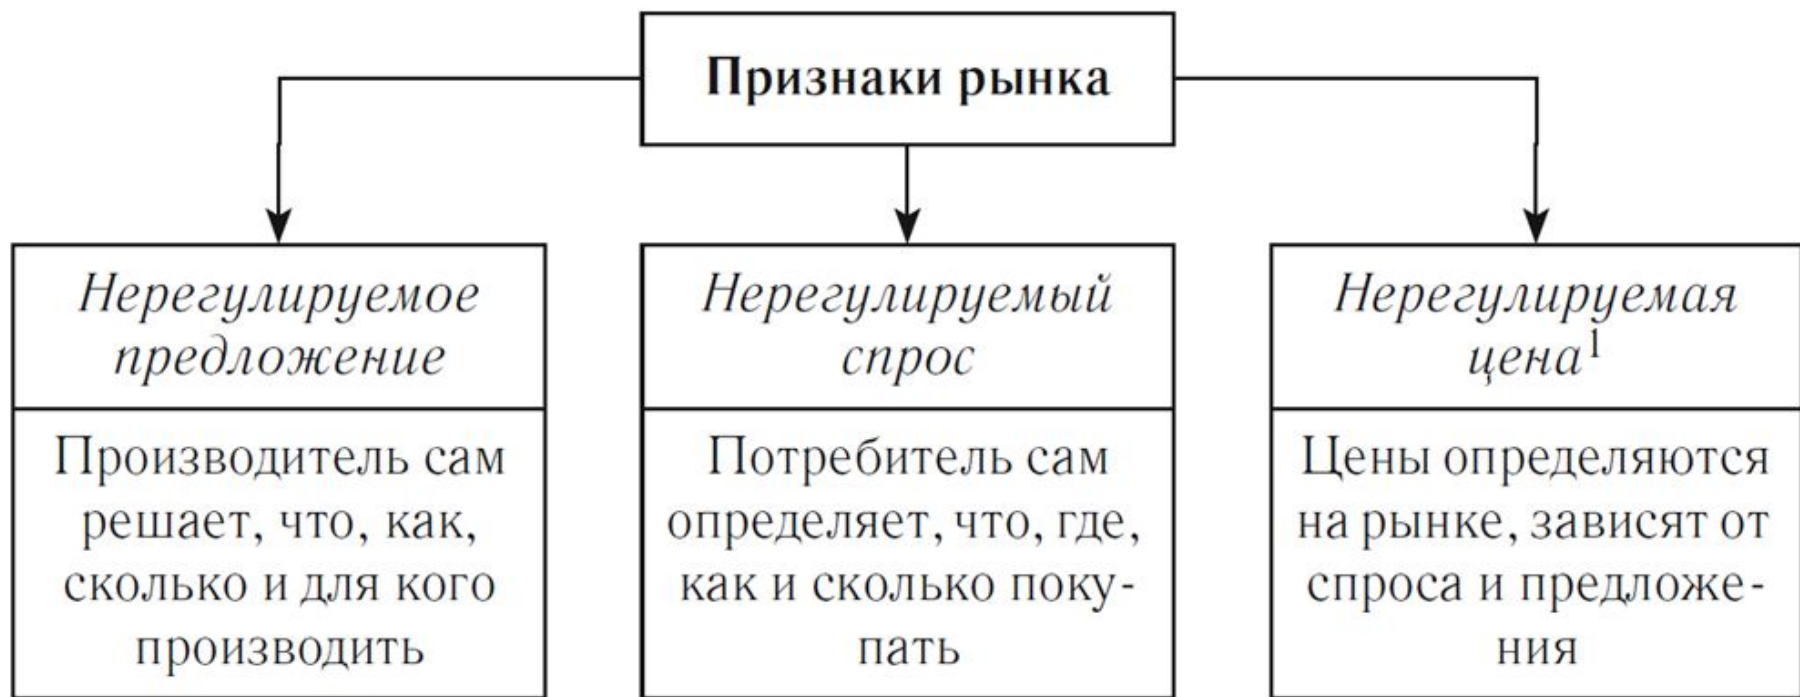 Признаки рынка
Нерегулируемое
предложение
Производитель сам
решает, что, как,
сколько и для кого
производить
Нерегулируемый
спрос
Потребитель сам
определяет, что, где,
как и сколько поку-
пать
Нерегулируемая
цена¹
Цены определяются
на рынке, зависят от
спроса и предложе-
ния